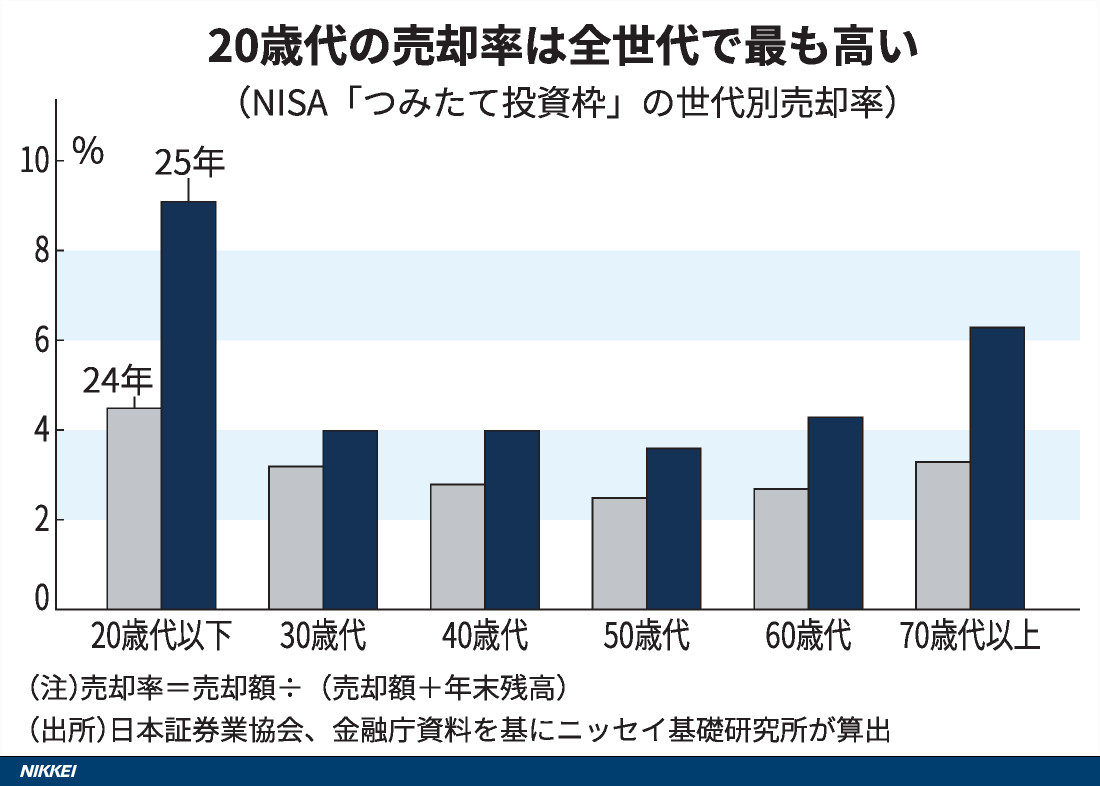 20歳代の売却率は全世代で最も高い
（NISA「つみたて投資枠」の世代別売却率）
%
10
8
6
4
2
0
25年
24年
20歳代以下 30歳代 40歳代 50歳代 60歳代 70歳代以上
（注）売却率＝売却額÷（売却額＋年末残高）
（出所）日本証券業協会、金融庁資料を基にニッセイ基礎研究所が算出
NIKKEI